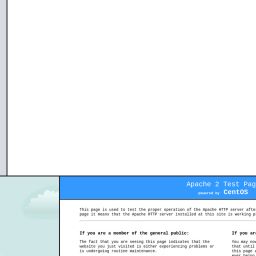 Apache 2 Test Pag
powered by CentOS
This page is used to test the proper operation of the Apache HTTP server afte
page it means that the Apache HTTP server installed at this site is working p
If you are a member of the general public:
The fact that you are seeing this page indicates that the
website you just visited is either experiencing problems or
is undergoing routine maintenance.
If you ar
You may now
that until y
this page a